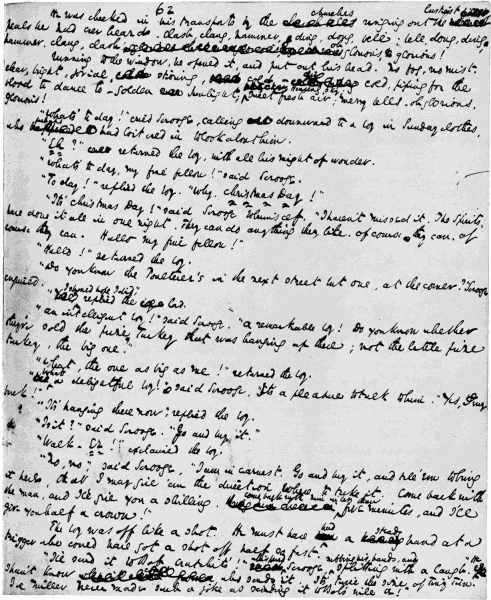 62
He was checked in his transports by the churches ringing out the lustiest
peals he had ever heard. Clash, clang, hammer, ding, dong, bell. Bell, dong, ding,
hammer, clang, clash glorious, glorious!
Running to the window, he opened it, and put out his head. No fog, no mist.
clear, bright, jovial, stirring, cold cold, piping for the
blood to dance to Golden sunlight, sweet fresh air, merry bells. Oh, glorious.
glorious!
"What's to day!" cried Scrooge, calling downward to a boy in Sunday clothes,
who had loitered in to look about him.
"Eh?" returned the boy, with all his might of wonder.
"What's to day, my fine fellow!" said Scrooge.
"To day!" replied the boy. "Why, Christmas Day!"
"It's Christmas Day!" said Scrooge to himself. "I haven't missed it. The Spirits
have done it all in one night. They can do anything they like. Of course they can. Of
course they can. Hallo my fine fellow!"
"Hallo!" returned the boy.
"Do you know the Poulterer's in the next street but one, at the corner?" Scrooge
enquired. "I should hope I did,"
replied the lad.
"An intelligent boy!" said Scrooge. "A remarkable boy! Do you know whether
they've sold the prize Turkey that was hanging up there; not the little prize
turkey, the big one."
"What, the one as big as me!" returned the boy.
"What a delightful boy!" said Scrooge, It's a pleasure to talk to him. "Yes, my
buck!"
"It's hanging there now," replied the boy.
"Is it?" said Scrooge. "Go and buy it."
"Walk-ER!" exclaimed the boy.
"No, no," said Scrooge, "I am in earnest. Go and buy it, and tell 'em to bring
it here, that I may give 'em the direction where to take it. Come back with
the man, and I'll give you a shilling. Come back with him in less than five minutes, and I'll
give you half a crown!"
The boy was off like a shot. He must have had a steady hand at a
trigger who could have got a shot off half so fast.
"I'll send it to Bob Cratchit's!" Scrooge, rubbing his hands, and splitting with a laugh. "He
shan't know who sends it. It's twice the size of Tiny Tim.
Joe Miller never made such a joke as sending it to Bob's will be!"